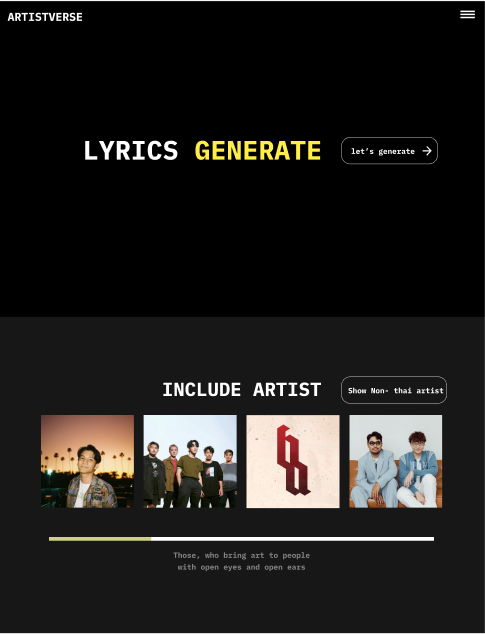 ARTISTVERSE
LYRICS GENERATE
let's generate
INCLUDE ARTIST
Show Non- thai artist
Those, who bring art to people
with open eyes and open ears